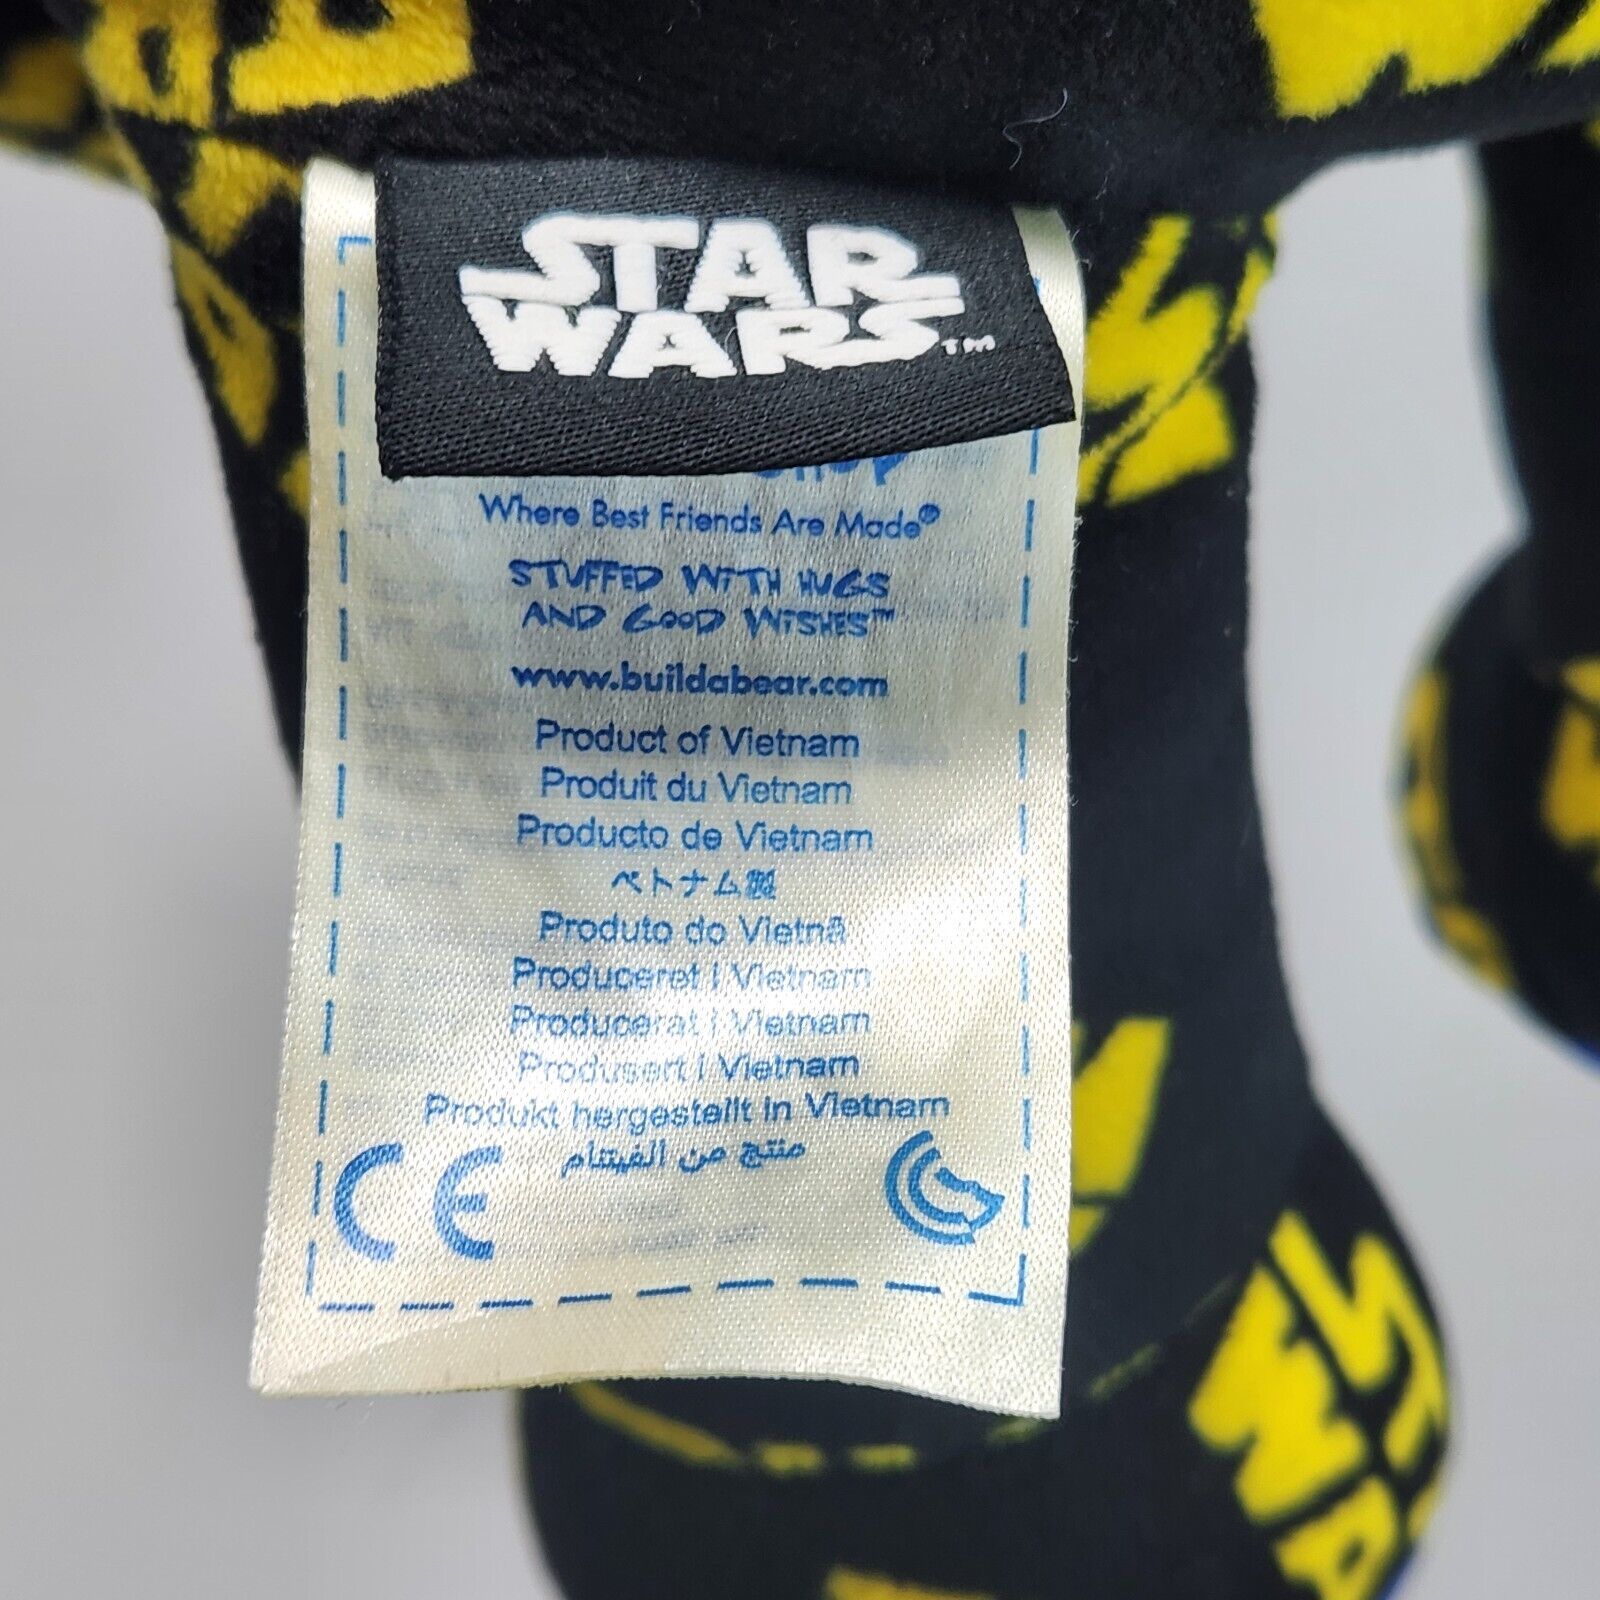 STAR
WARS™
Where Best Friends Are Made®
STUFFED WITH HUGS
AND GOOD WISHES™
www.buildabear.com
Product of Vietnam
Produit du Vietnam
Producto de Vietnam
ベトナム製
Produto do Vietnã
Produceret i Vietnam
Producerat i Vietnam
Produsert i Vietnam
Produkt hergestellt in Vietnam
منتج من الفيتنام
CE